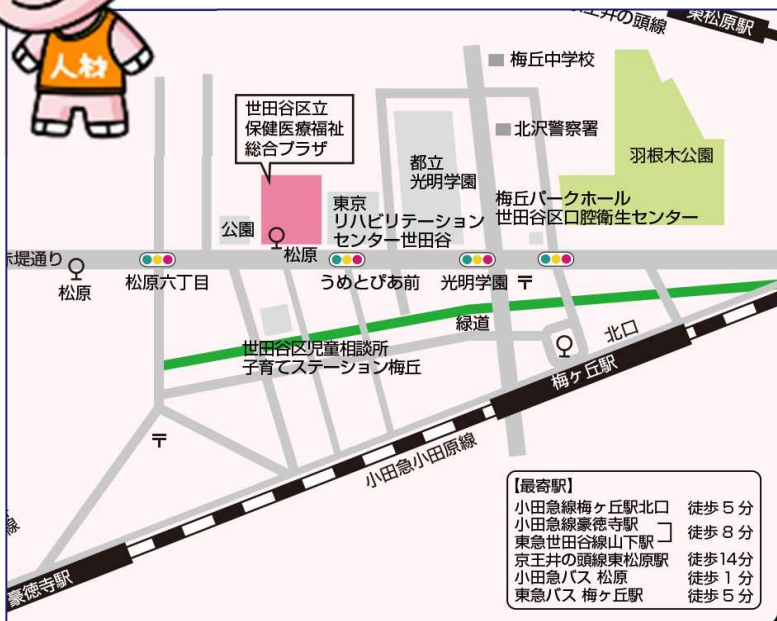 人材
京王井の頭線
東松原駅
梅丘中学校
北沢警察署
羽根木公園
世田谷区立
保健医療福祉
総合プラザ
都立
光明学園
梅丘パークホール
世田谷区口腔衛生センター
東京
リハビリテーション
センター世田谷
公園
松原
赤堤通り
松原
松原六丁目
うめとぴあ前
光明学園
〒
緑道
北口
世田谷区児童相談所
子育てステーション梅丘
梅ヶ丘駅
〒
小田急小田原線
線
豪徳寺駅
【最寄駅】
小田急線梅ヶ丘駅北口 徒歩5分
小田急線豪徳寺駅
東急世田谷線山下駅 徒歩8分
京王井の頭線東松原駅 徒歩14分
小田急バス 松原 徒歩1分
東急バス 梅ヶ丘駅 徒歩5分